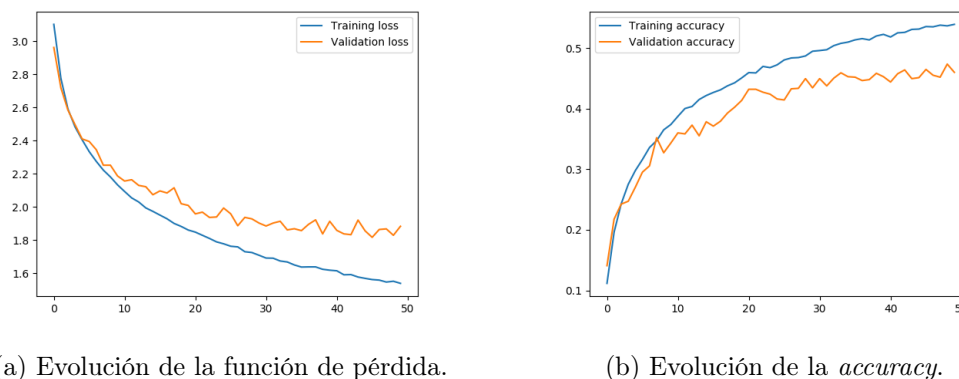 Training loss
Validation loss
3.0
2.8
2.6
2.4
2.2
2.0
1.8
1.6
0 10 20 30 40 50
Training accuracy
Validation accuracy
0.5
0.4
0.3
0.2
0.1
0 10 20 30 40
a) Evolución de la función de pérdida.
(b) Evolución de la accuracy.